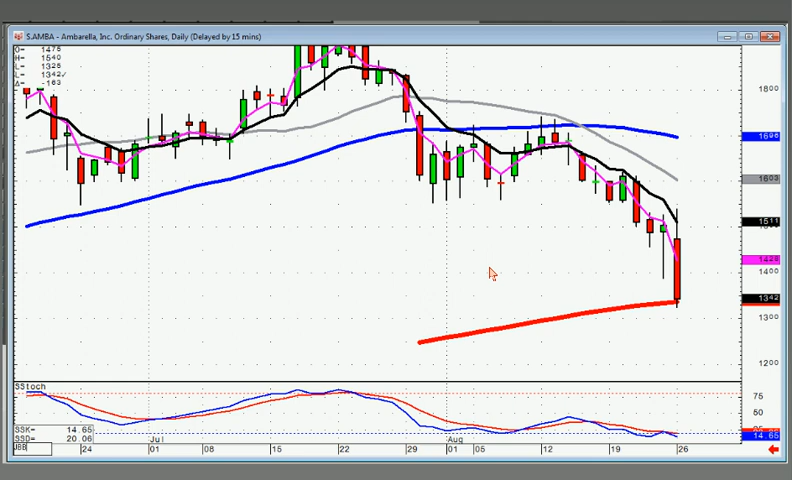 S.AMBA - Ambarella, Inc. Ordinary Shares, Daily (Delayed by 15 mins)
O= 1475
H= 1540
L= 1325
L= 1342/
Δ= -163
1800
1696
1603
1511
1428
1400
1342
1300
1200
SStoch
75
50
SSK= 14.65
SSD= 20.06
14.65
Jul
Aug
24
01
08
15
22
29
01
05
12
19
26